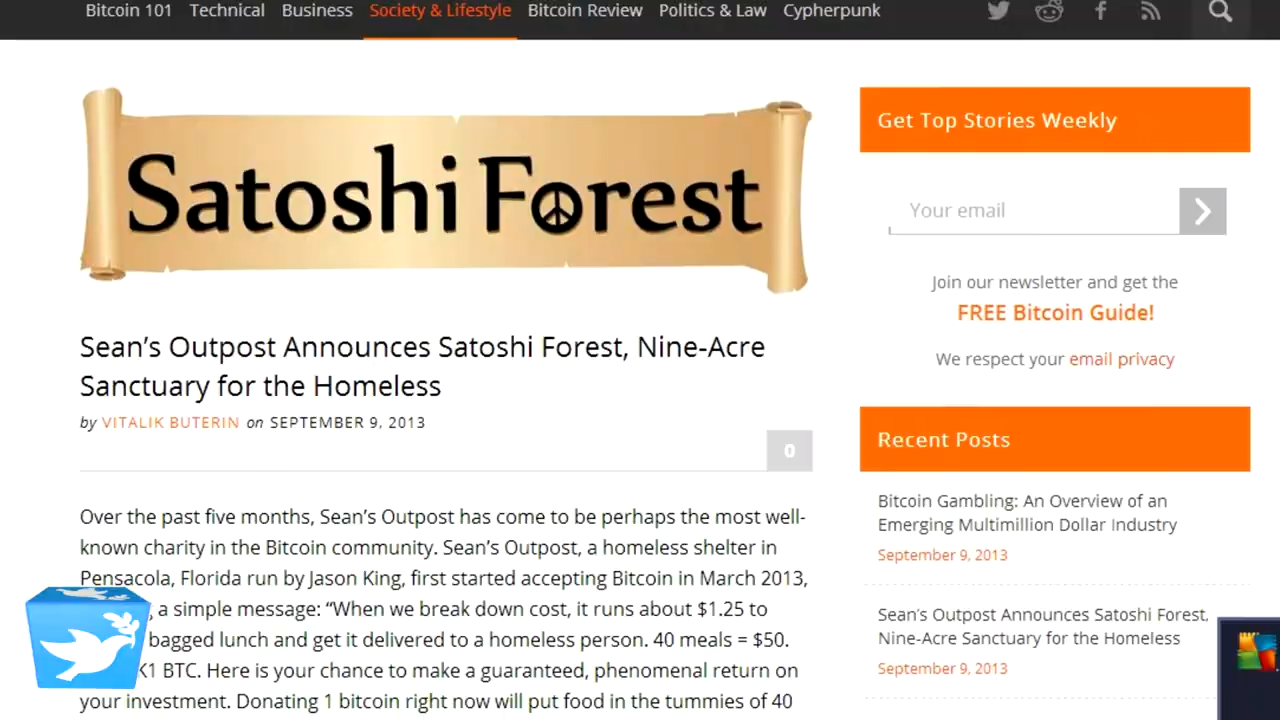 Bitcoin 101 Technical Business Society & Lifestyle Bitcoin Review Politics & Law Cypherpunk
Satoshi Forest
Sean’s Outpost Announces Satoshi Forest, Nine-Acre
Sanctuary for the Homeless
by VITALIK BUTERIN on SEPTEMBER 9, 2013
0
Over the past five months, Sean’s Outpost has come to be perhaps the most well-
known charity in the Bitcoin community. Sean’s Outpost, a homeless shelter in
Pensacola, Florida run by Jason King, first started accepting Bitcoin in March 2013,
a simple message: “When we break down cost, it runs about $1.25 to
bagged lunch and get it delivered to a homeless person. 40 meals = $50.
1 BTC. Here is your chance to make a guaranteed, phenomenal return on
your investment. Donating 1 bitcoin right now will put food in the tummies of 40
Get Top Stories Weekly
Your email
Join our newsletter and get the
FREE Bitcoin Guide!
We respect your email privacy
Recent Posts
Bitcoin Gambling: An Overview of an
Emerging Multimillion Dollar Industry
September 9, 2013
Sean’s Outpost Announces Satoshi Forest,
Nine-Acre Sanctuary for the Homeless
September 9, 2013